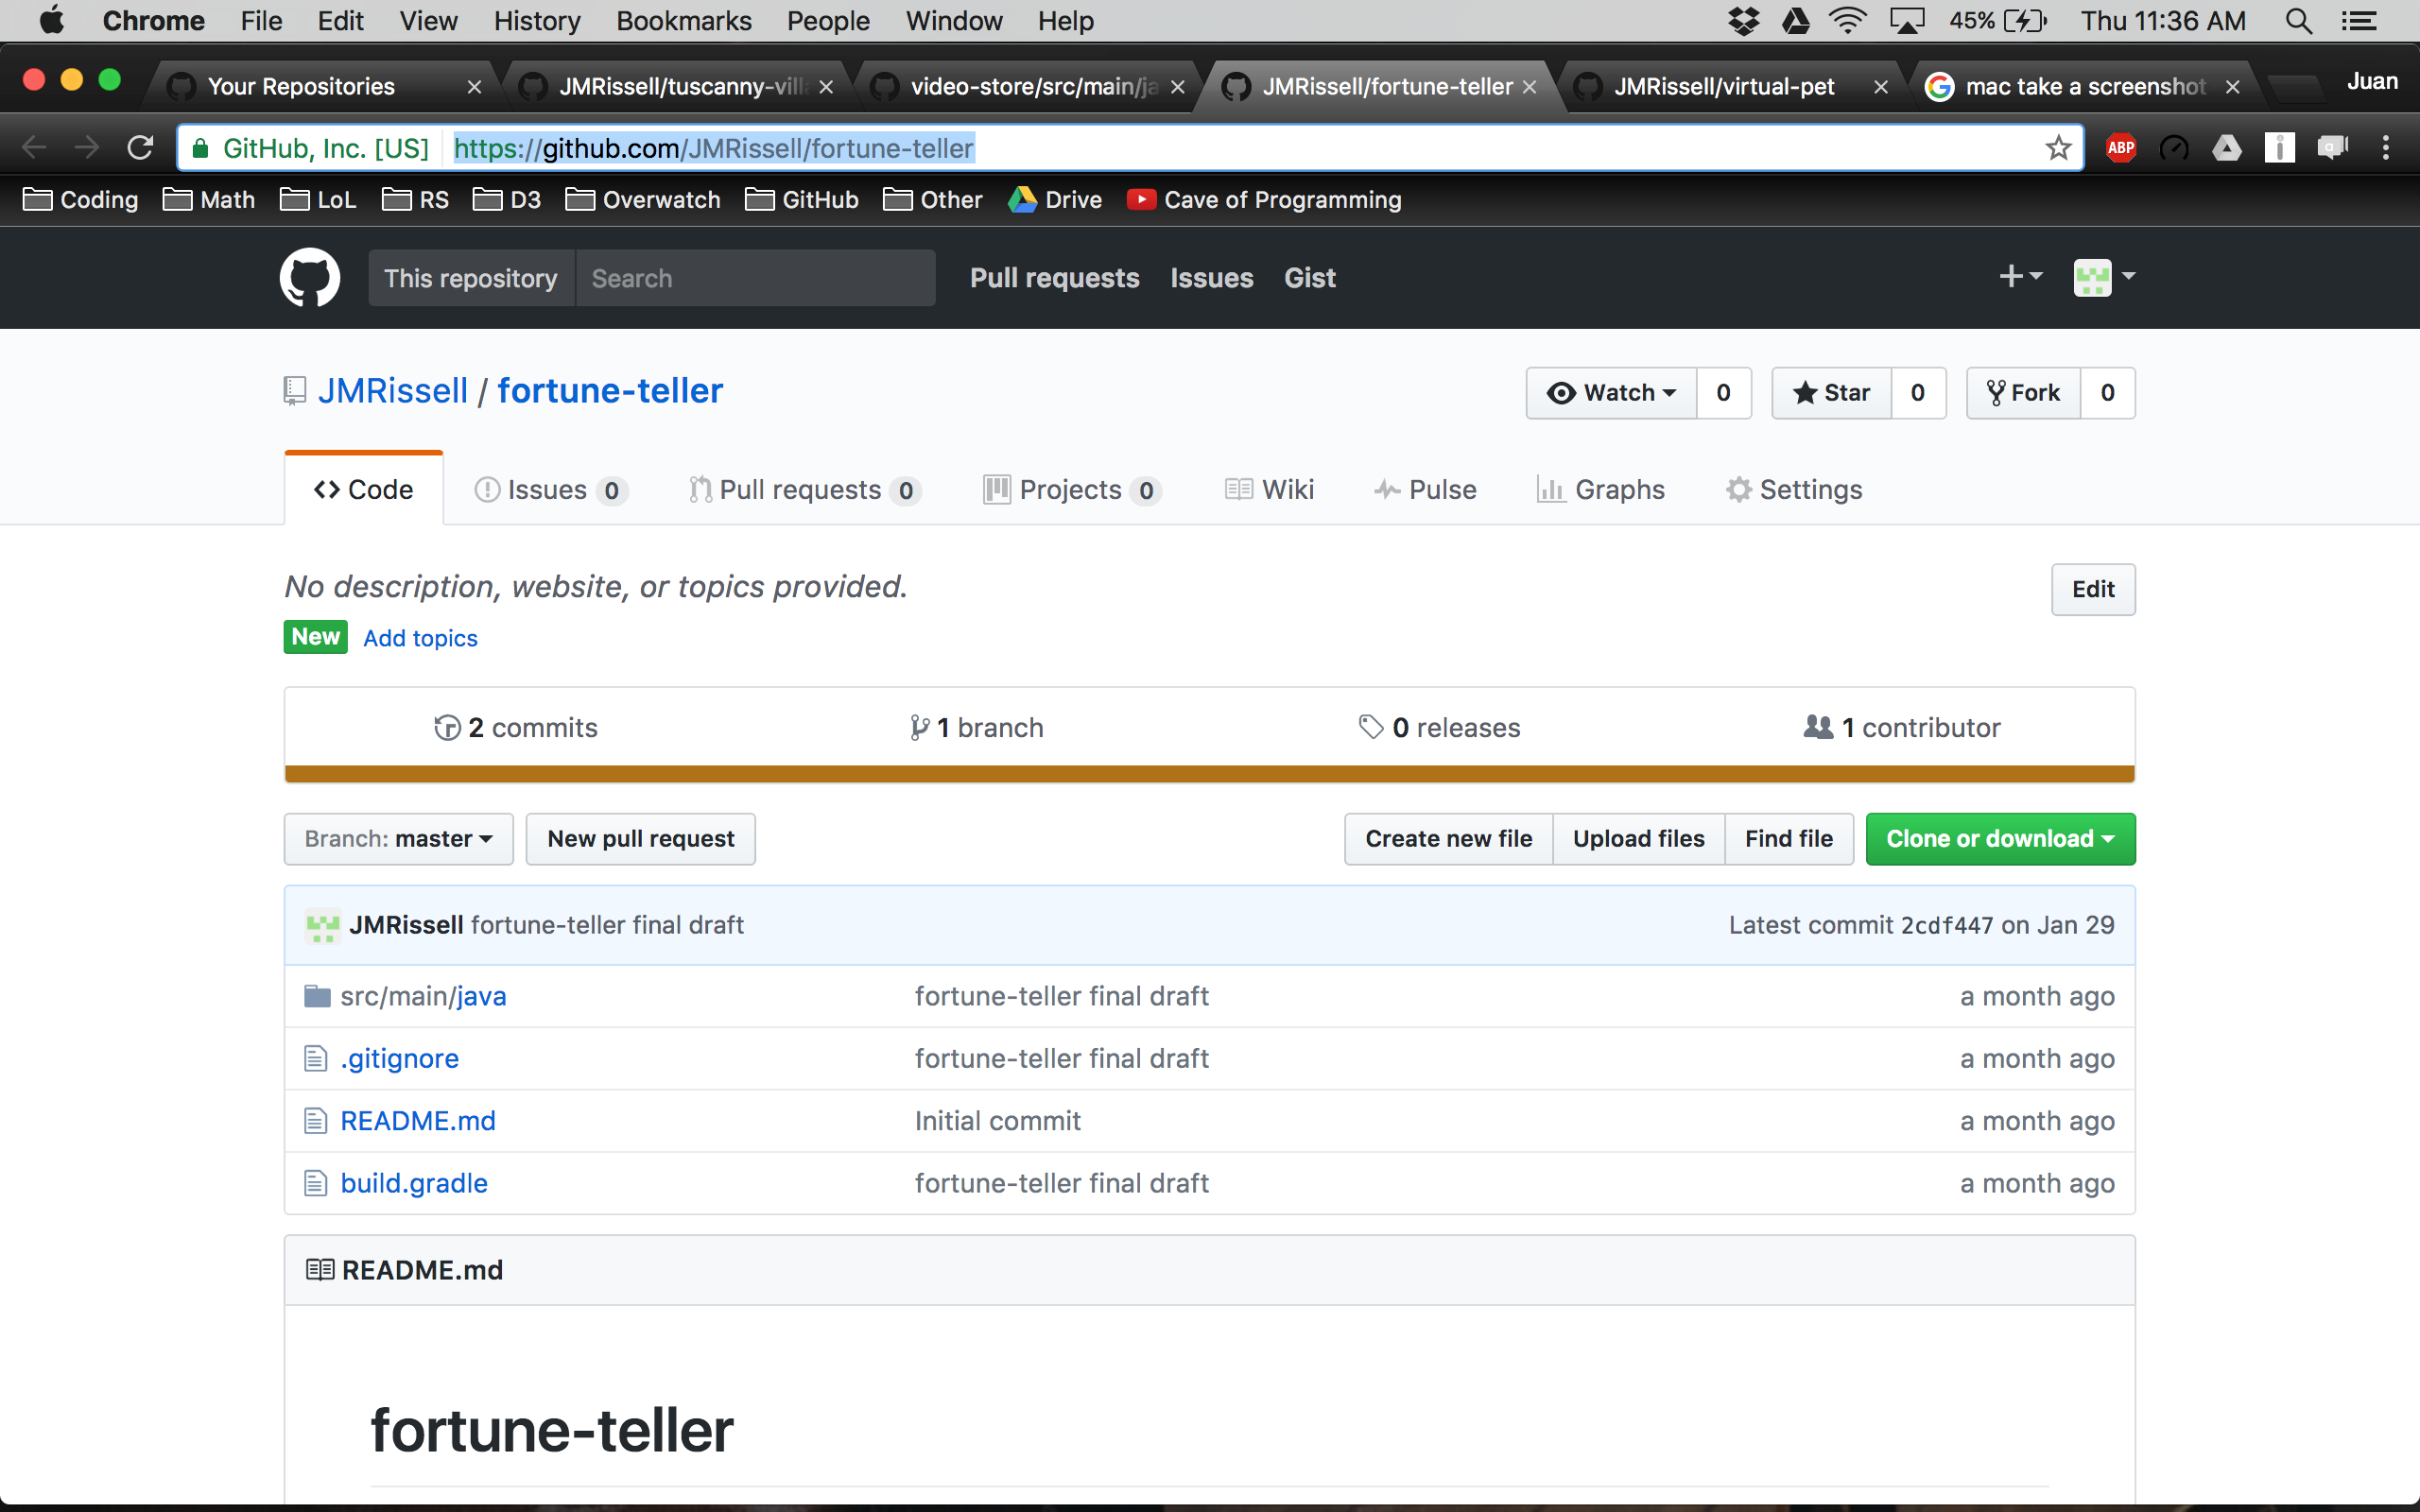 Chrome File Edit View History Bookmarks People Window Help 45% Thu 11:36 AM
Your Repositories JMRissell/tuscanny-villa video-store/src/main/ja JMRissell/fortune-teller JMRissell/virtual-pet mac take a screenshot Juan
GitHub, Inc. [US] https://github.com/JMRissell/fortune-teller ABP
Coding Math LoL RS D3 Overwatch GitHub Other Drive Cave of Programming
This repository Search Pull requests Issues Gist
JMRissell / fortune-teller Watch 0 Star 0 Fork 0
Code Issues 0 Pull requests 0 Projects 0 Wiki Pulse Graphs Settings
No description, website, or topics provided. Edit
New Add topics
2 commits 1 branch 0 releases 1 contributor
Branch: master New pull request Create new file Upload files Find file Clone or download
JMRissell fortune-teller final draft Latest commit 2cdf447 on Jan 29
src/main/java fortune-teller final draft a month ago
.gitignore fortune-teller final draft a month ago
README.md Initial commit a month ago
build.gradle fortune-teller final draft a month ago
README.md
fortune-teller